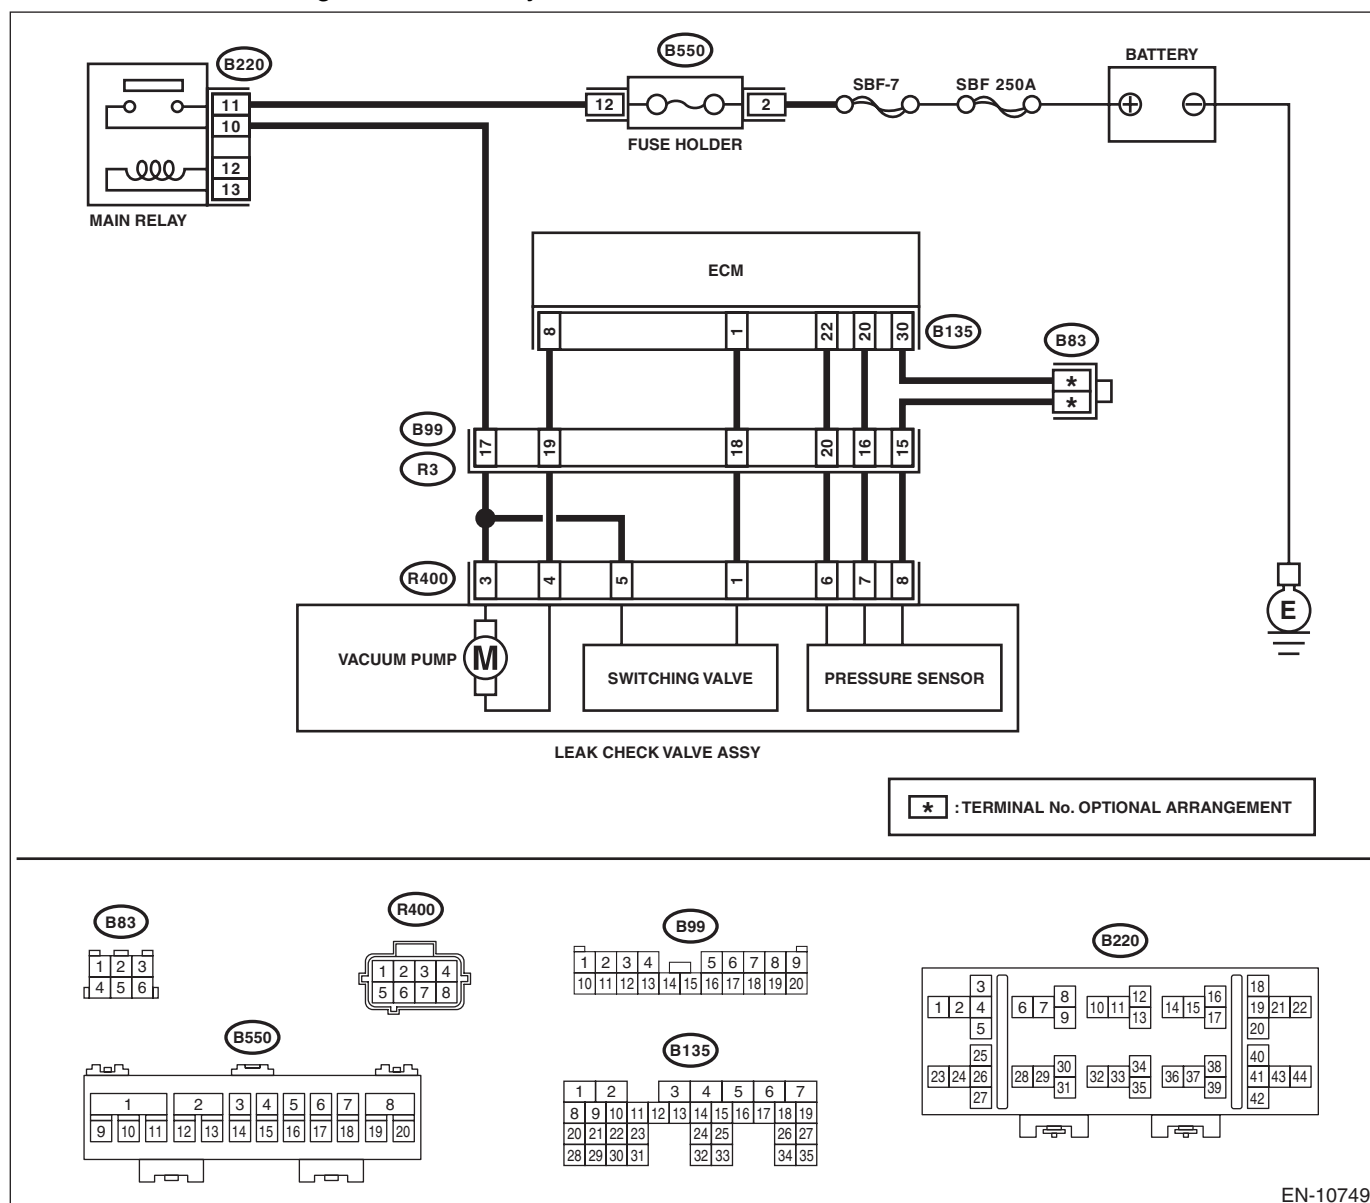 B220
B550
BATTERY
SBF-7
SBF 250A
11
10
12
13
12
2
FUSE HOLDER
MAIN RELAY
ECM
8
1
22
20
30
B135
B83
*
*
B99
R3
17
19
18
20
16
15
R400
3
4
5
1
6
7
8
E
VACUUM PUMP
M
SWITCHING VALVE
PRESSURE SENSOR
LEAK CHECK VALVE ASSY
* : TERMINAL No. OPTIONAL ARRANGEMENT
B83
1 2 3
4 5 6
R400
1 2 3 4
5 6 7 8
B99
1 2 3 4 5 6 7 8 9
10 11 12 13 14 15 16 17 18 19 20
B220
3 18
1 2 4 6 7 8 9 10 11 12 13 14 15 16 17 19 21 22
5 20
25 40
23 24 26 28 29 30 31 32 33 34 35 36 37 38 39 41 43 44
27 42
B550
1 2 3 4 5 6 7 8
9 10 11 12 13 14 15 16 17 18 19 20
B135
1 2 3 4 5 6 7
8 9 10 11 12 13 14 15 16 17 18 19
20 21 22 23 24 25 26 27
28 29 30 31 32 33 34 35
EN-10749